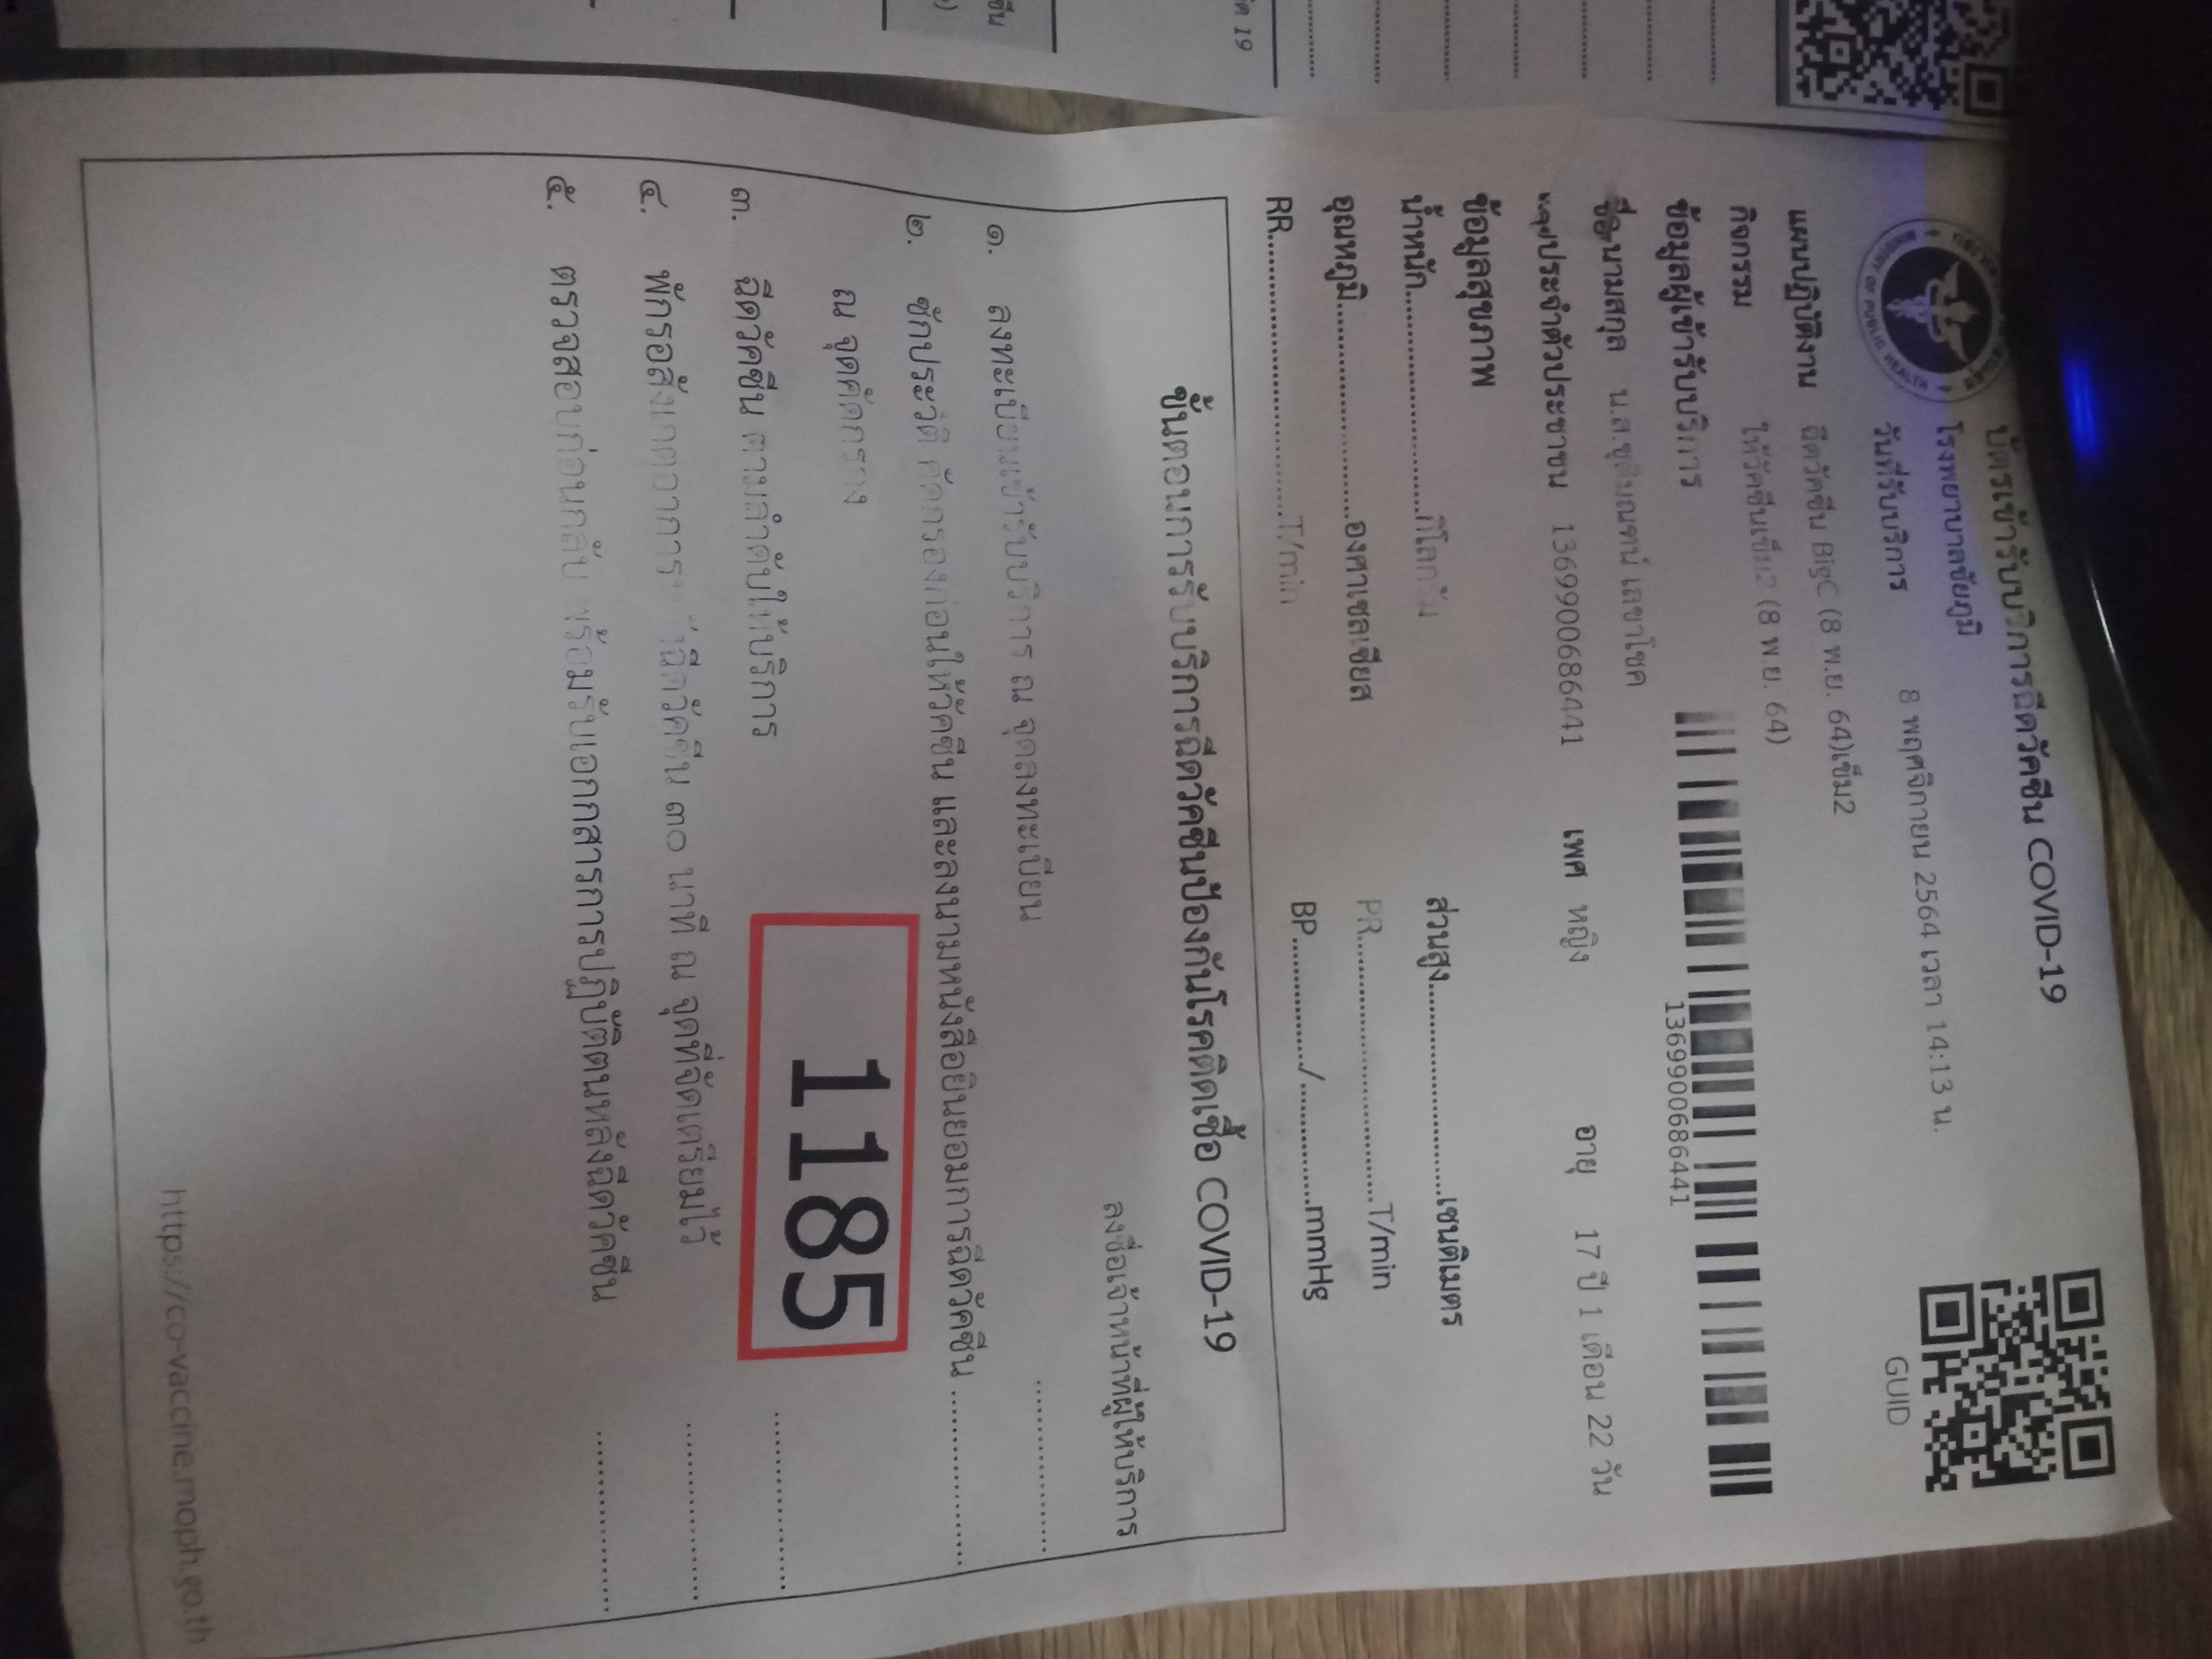 บัตรเข้ารับบริการฉีดวัคซีน COVID-19
โรงพยาบาลชัยภูมิ
วันที่รับบริการ 8 พฤศจิกายน 2564 เวลา 14:13 น.
GUID
MINISTRY OF PUBLIC HEALTH
แผนปฏิบัติงาน ฉีดวัคซีน BigC (8 พ.ย. 64)เข็ม2
กิจกรรม ให้วัคซีนเข็ม2 (8 พ.ย. 64)
ข้อมูลผู้เข้ารับบริการ
1369900686441
ชื่อ-นามสกุล น.ส.ชุติมณฑน์ เลขาโชค
เลขประจำตัวประชาชน 1369900686441 เพศ หญิง อายุ 17 ปี 1 เดือน 22 วัน
ข้อมูลสุขภาพ
น้ำหนัก............................กิโลกรัม ส่วนสูง...........................เซนติเมตร
อุณหภูมิ...........................องศาเซลเซียส PR.................................T/min
RR...................................T/min BP................/...............mmHg
ขั้นตอนการรับบริการฉีดวัคซีนป้องกันโรคติดเชื้อ COVID-19
ลงชื่อเจ้าหน้าที่ผู้ให้บริการ
๑. ลงทะเบียนเข้ารับบริการ ณ จุดลงทะเบียน ......................
๒. ซักประวัติ คัดกรองก่อนให้วัคซีน และลงนามหนังสือยินยอมการฉีดวัคซีน ......................
ณ จุดคัดกรอง
1185
๓. ฉีดวัคซีน ตามลำดับให้บริการ ......................
๔. พักรอสังเกตุอาการหลังฉีดวัคซีน ๓๐ นาที ณ จุดที่จัดเตรียมไว้ ......................
๕. ตรวจสอบก่อนกลับ พร้อมรับเอกกสารการปฏิบัติตนหลังฉีดวัคซีน ......................
https://co-vaccine.moph.go.th